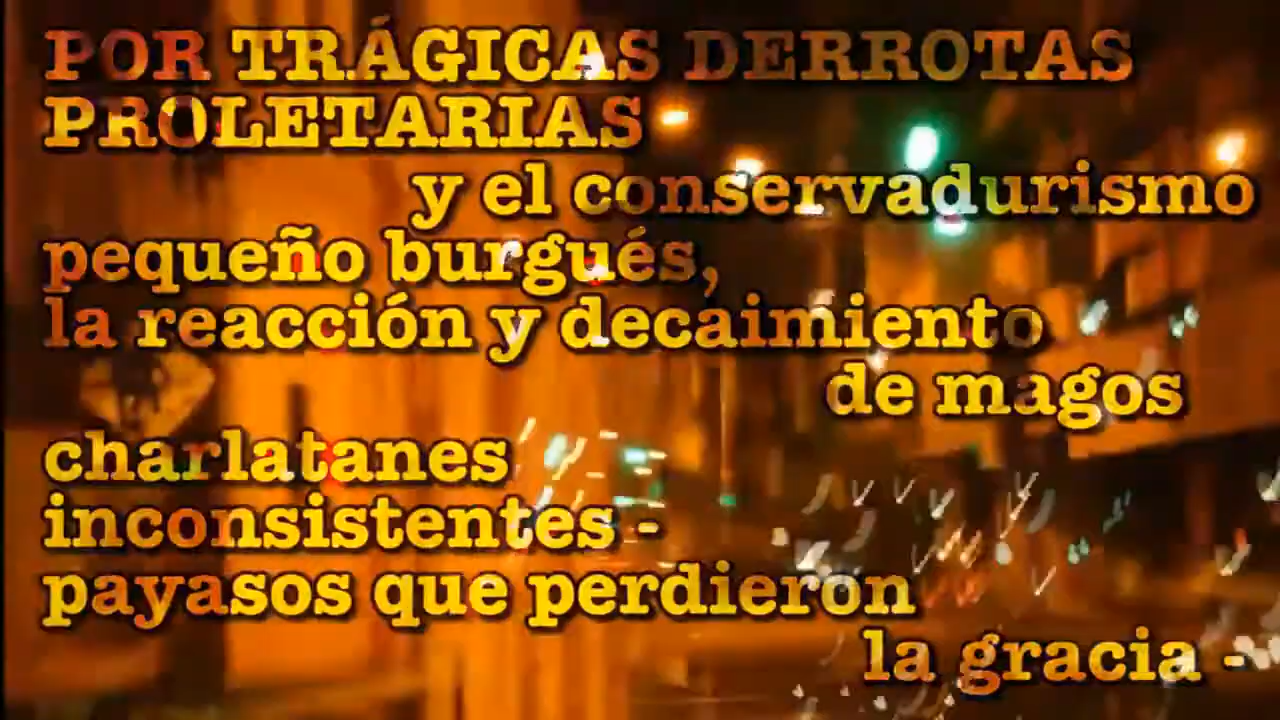 POR TRÁGICAS DERROTAS
PROLETARIAS
y el conservadurismo
pequeño burgués,
la reacción y decaimiento
de magos
charlatanes
inconsistentes -
payasos que perdieron
la gracia -